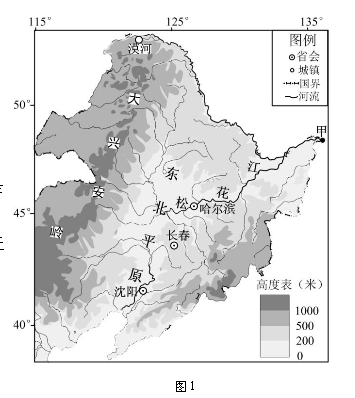 115° 125° 135°
图例
省会
城镇
国界
河流
漠河
50°
大
兴
安
岭
甲
东
北
平
原
松
花
江
哈尔滨
45°
长春
沈阳
40°
高度表（米）
1000
500
200
0
图1